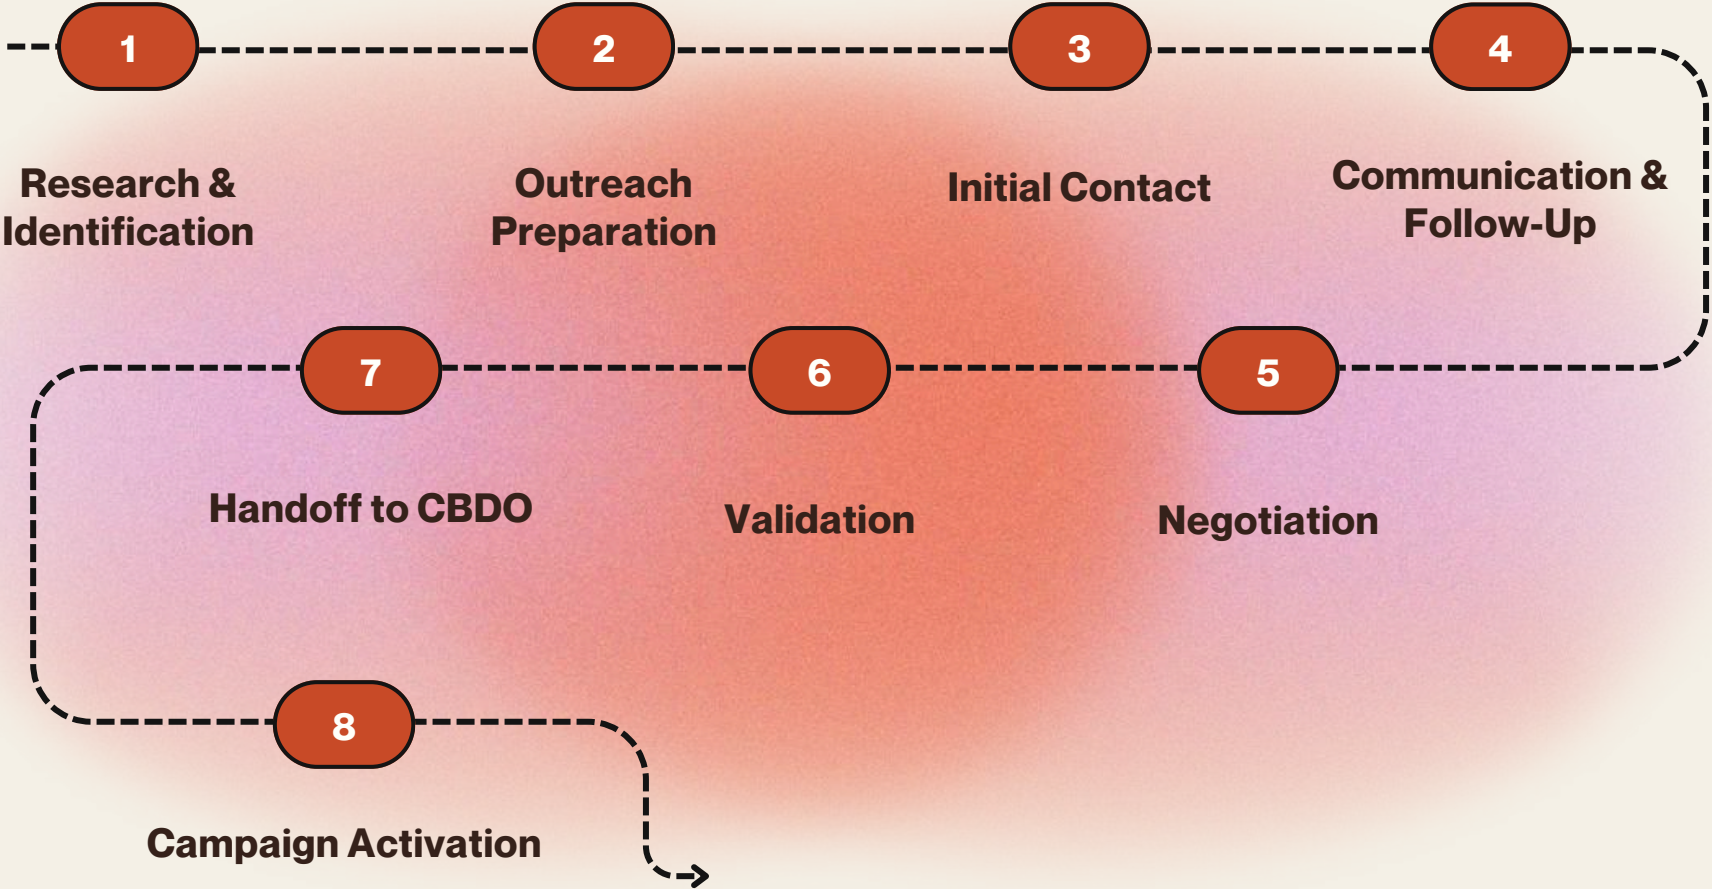 1
Research &
Identification
2
Outreach
Preparation
3
Initial Contact
4
Communication &
Follow-Up
5
Negotiation
6
Validation
7
Handoff to CBDO
8
Campaign Activation